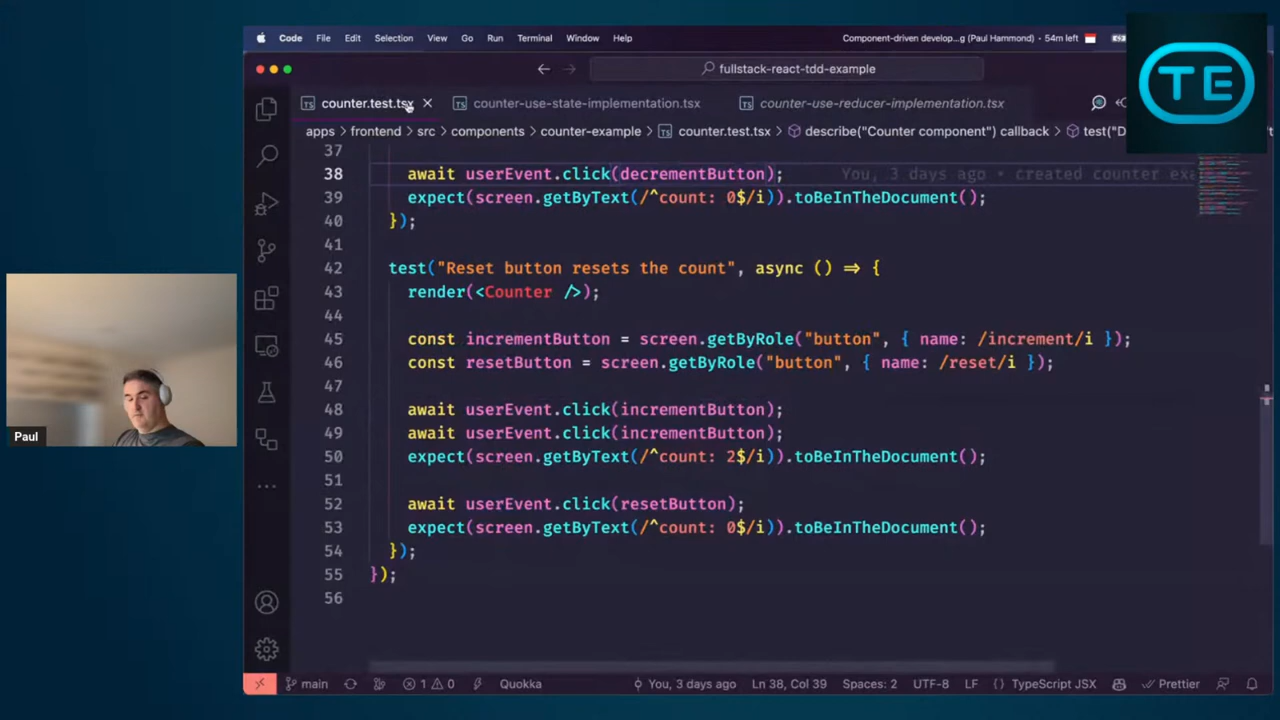 Code File Edit Selection View Go Run Terminal Window Help Component-driven develop...g (Paul Hammond) • 54m left
TE
fullstack-react-tdd-example
TS counter.test.tsx TS counter-use-state-implementation.tsx TS counter-use-reducer-implementation.tsx
apps > frontend > src > components > counter-example > TS counter.test.tsx > describe("Counter component") callback > test("D
37
38 await userEvent.click(decrementButton); You, 3 days ago • created counter exa
39 expect(screen.getByText(/^count: 0$/i)).toBeInTheDocument();
40 });
41
42 test("Reset button resets the count", async () => {
43 render(<Counter />);
44
45 const incrementButton = screen.getByRole("button", { name: /increment/i });
46 const resetButton = screen.getByRole("button", { name: /reset/i });
47
48 await userEvent.click(incrementButton);
49 await userEvent.click(incrementButton);
50 expect(screen.getByText(/^count: 2$/i)).toBeInTheDocument();
51
52 await userEvent.click(resetButton);
53 expect(screen.getByText(/^count: 0$/i)).toBeInTheDocument();
54 });
55 });
56
Paul
main 1 0 Quokka You, 3 days ago Ln 38, Col 39 Spaces: 2 UTF-8 LF TypeScript JSX Prettier